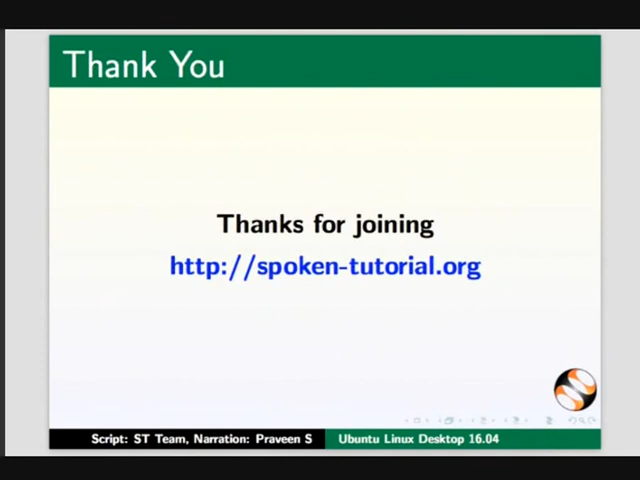 Thank You
Thanks for joining
http://spoken-tutorial.org
Script: ST Team, Narration: Praveen S
Ubuntu Linux Desktop 16.04